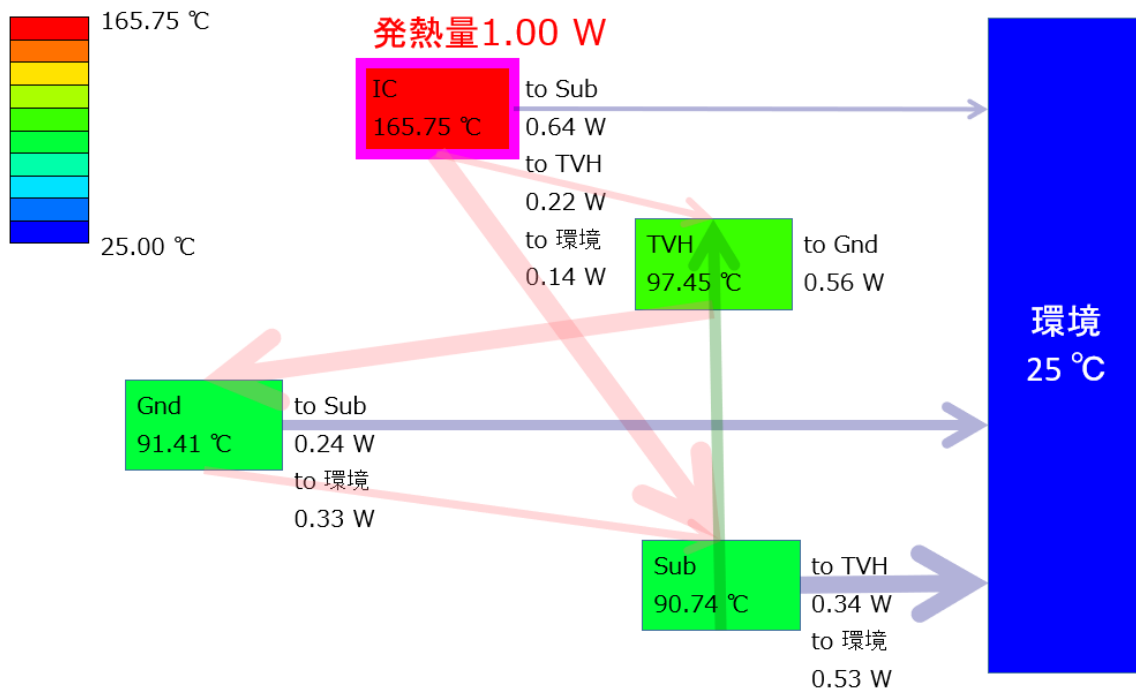 165.75 ℃
25.00 ℃
発熱量1.00 W
IC
165.75 ℃
to Sub
0.64 W
to TVH
0.22 W
to 環境
0.14 W
TVH
97.45 ℃
to Gnd
0.56 W
環境
25 ℃
Gnd
91.41 ℃
to Sub
0.24 W
to 環境
0.33 W
Sub
90.74 ℃
to TVH
0.34 W
to 環境
0.53 W